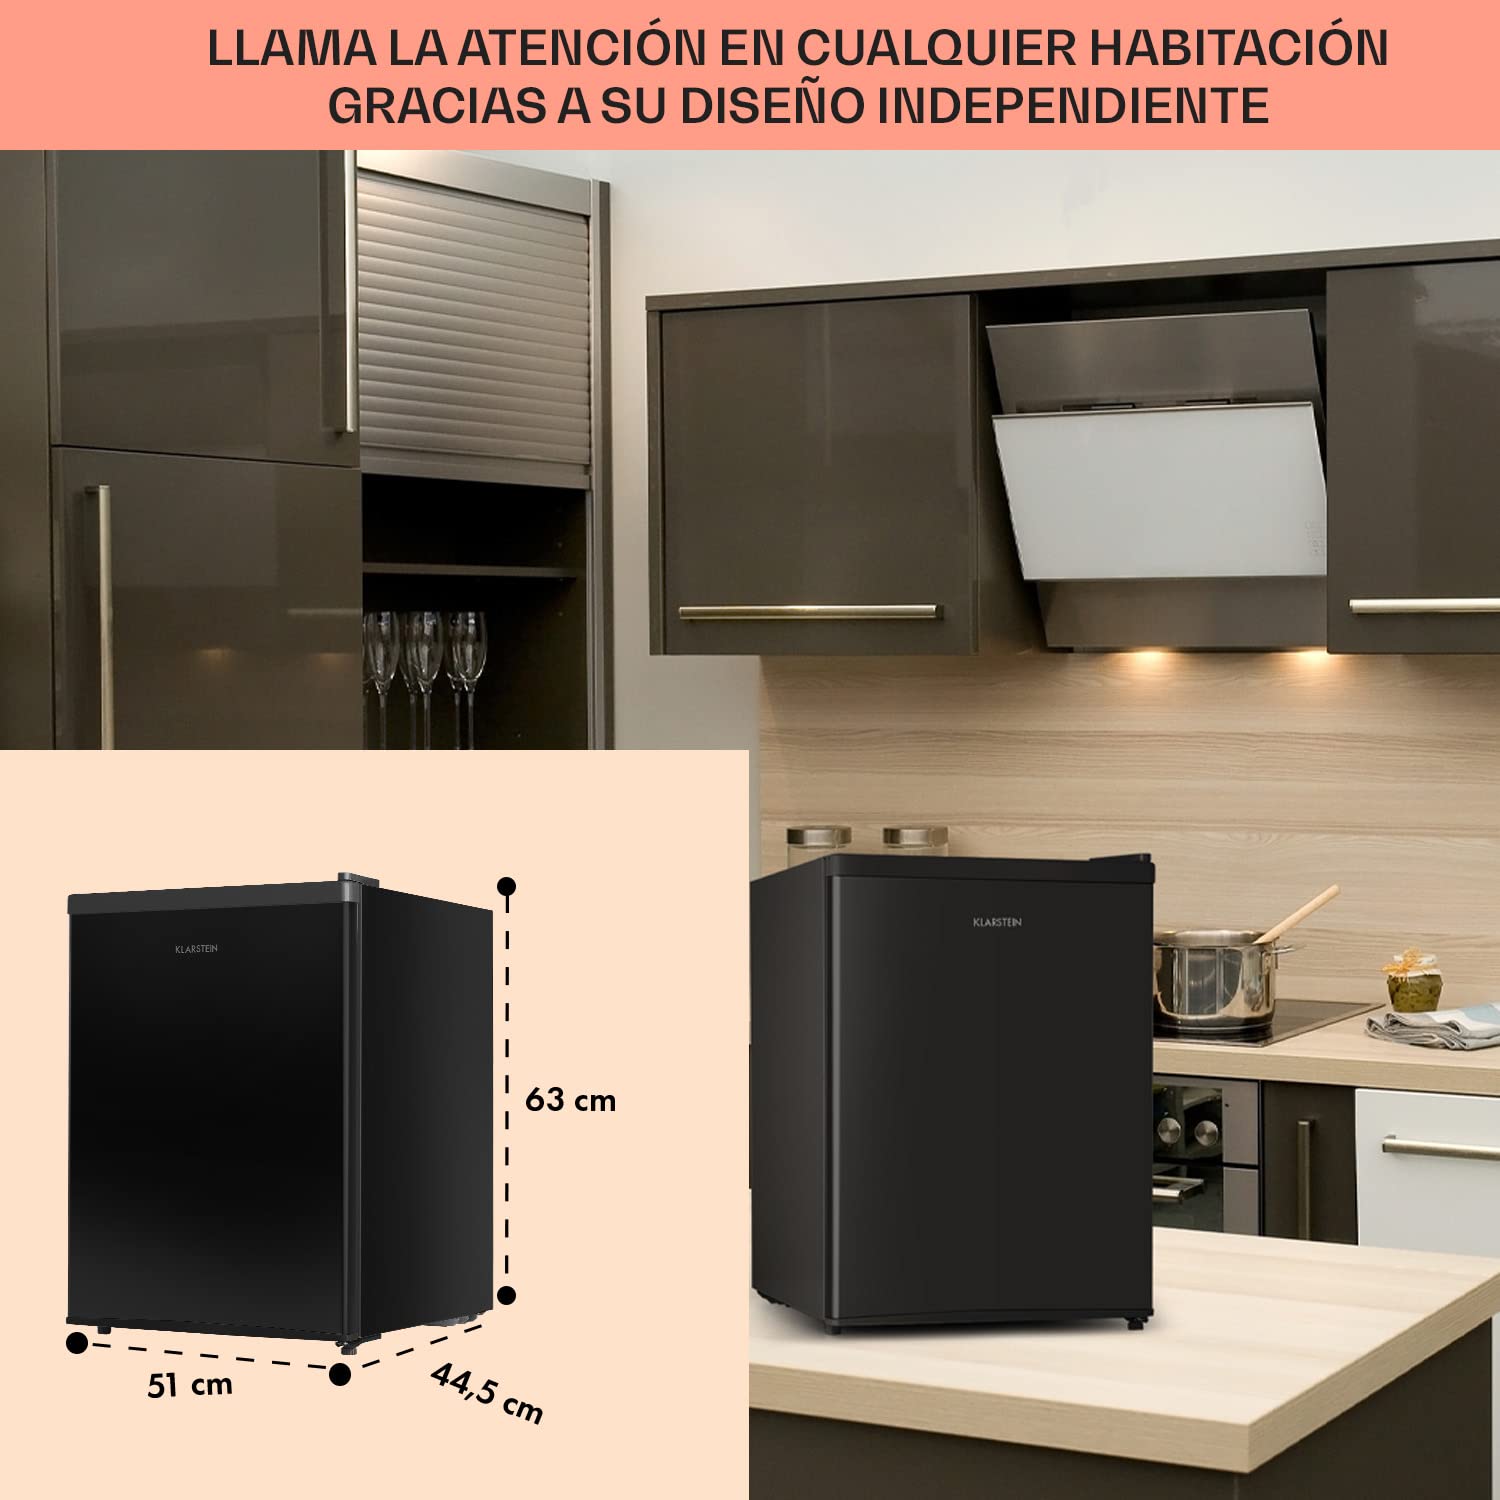 LLAMA LA ATENCIÓN EN CUALQUIER HABITACIÓN
GRACIAS A SU DISEÑO INDEPENDIENTE
KLARSTEIN
KLARSTEIN
63 cm
51 cm
44,5 cm